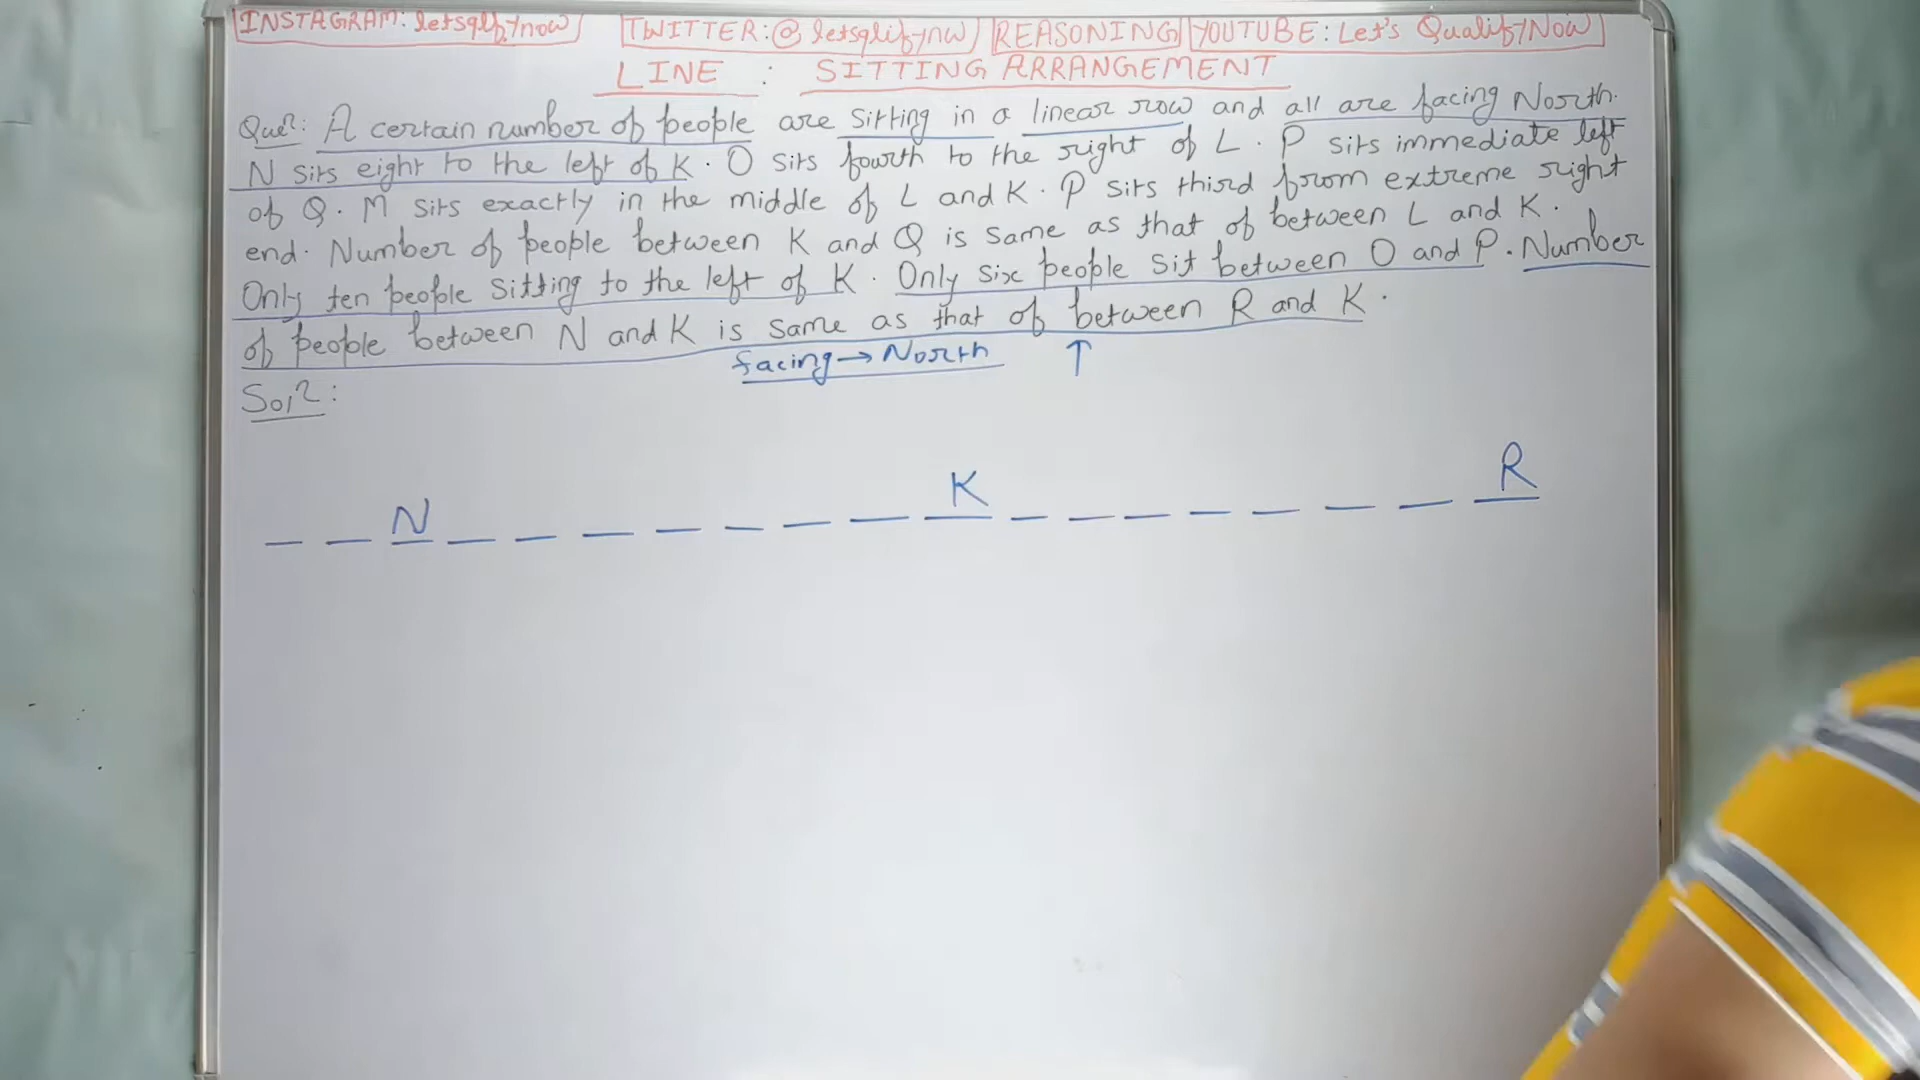 INSTAGRAM: letsqlfynow TWITTER: @letsqlifynw REASONING YOUTUBE: Let's QualifyNow
LINE : SITTING ARRANGEMENT
Queⁿ: A certain number of people are sitting in a linear row and all are facing North.
N sits eight to the left of K. O sits fourth to the right of L. P sits immediate left
of Q. M sits exactly in the middle of L and K. P sits third from extreme right
end. Number of people between K and Q is same as that of between L and K.
Only ten people sitting to the left of K. Only six people sit between O and P. Number
of people between N and K is same as that of between R and K.
facing → North ↑
Solⁿ:
N K R